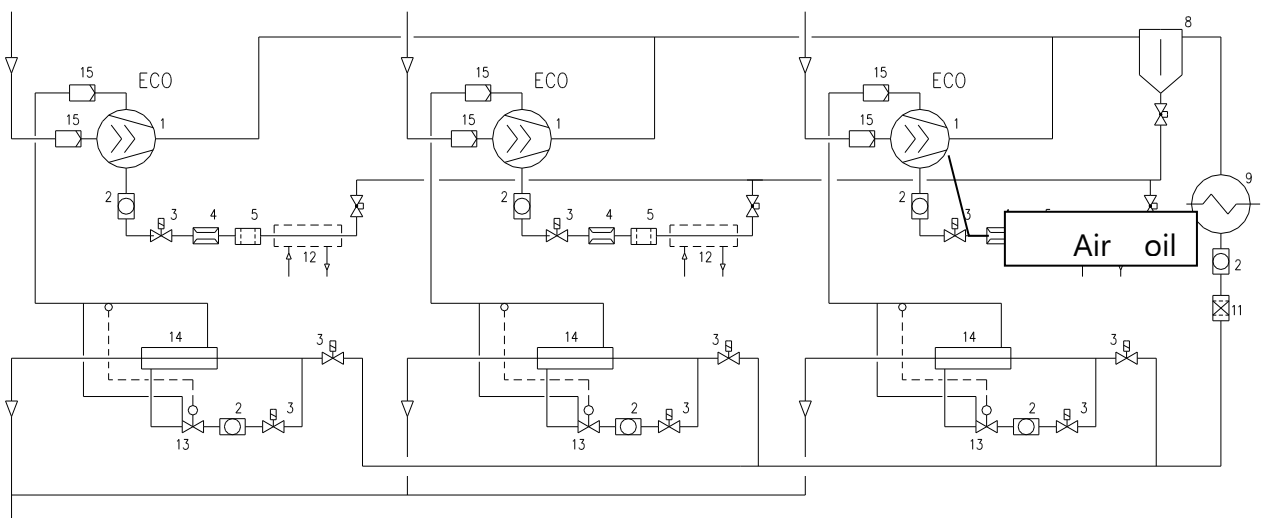 8
15 ECO 15 ECO 15 ECO
15 1 15 1 15 1
9
2 3 4 5 2 3 4 5 2 3
Air oil
12 12 2
11
14 3 14 3 14 3
2 3 2 3 2 3
13 13 13